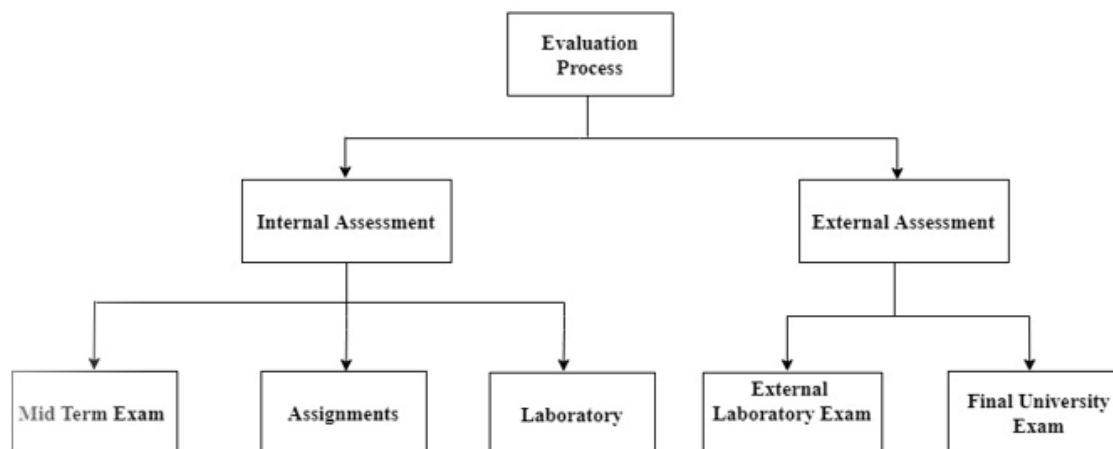 Evaluation
Process
Internal Assessment
External Assessment
Mid Term Exam
Assignments
Laboratory
External
Laboratory Exam
Final University
Exam